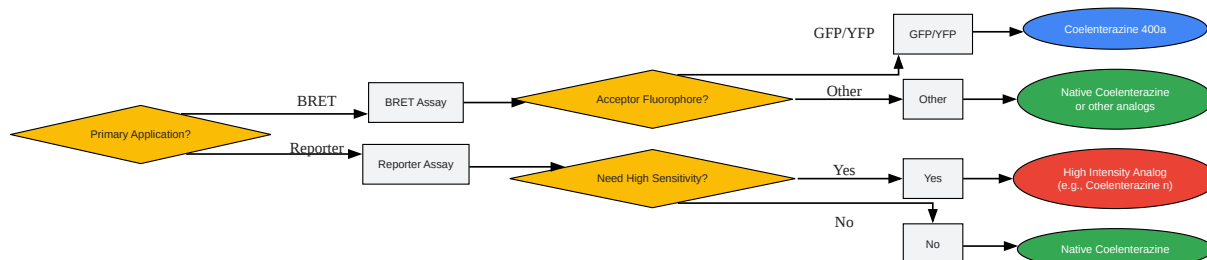 GFP/YFP
GFP/YFP
Coelenterazine 400a
BRET
BRET Assay
Acceptor Fluorophore?
Other
Other
Native Coelenterazine
or other analogs
Primary Application?
Reporter
Reporter Assay
Need High Sensitivity?
Yes
Yes
High Intensity Analog
(e.g., Coelenterazine n)
No
No
Native Coelenterazine